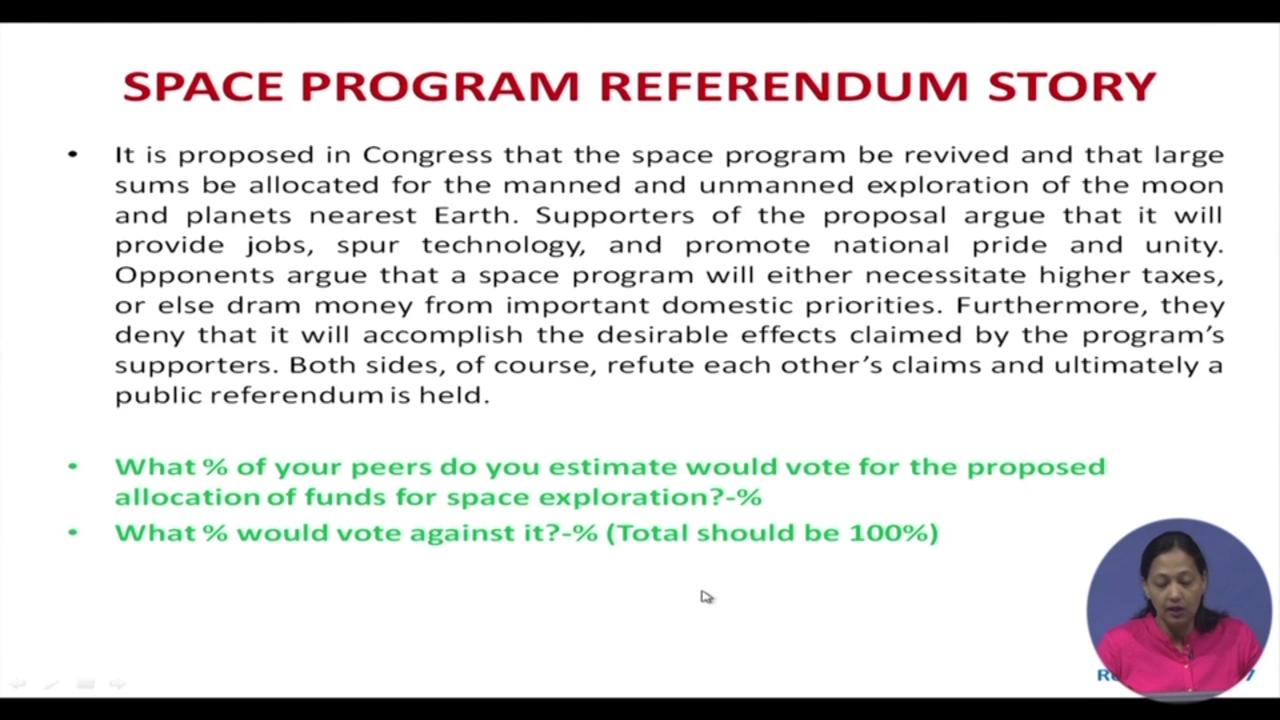 SPACE PROGRAM REFERENDUM STORY
• It is proposed in Congress that the space program be revived and that large
sums be allocated for the manned and unmanned exploration of the moon
and planets nearest Earth. Supporters of the proposal argue that it will
provide jobs, spur technology, and promote national pride and unity.
Opponents argue that a space program will either necessitate higher taxes,
or else dram money from important domestic priorities. Furthermore, they
deny that it will accomplish the desirable effects claimed by the program’s
supporters. Both sides, of course, refute each other’s claims and ultimately a
public referendum is held.
• What % of your peers do you estimate would vote for the proposed
allocation of funds for space exploration?-%
• What % would vote against it?-% (Total should be 100%)